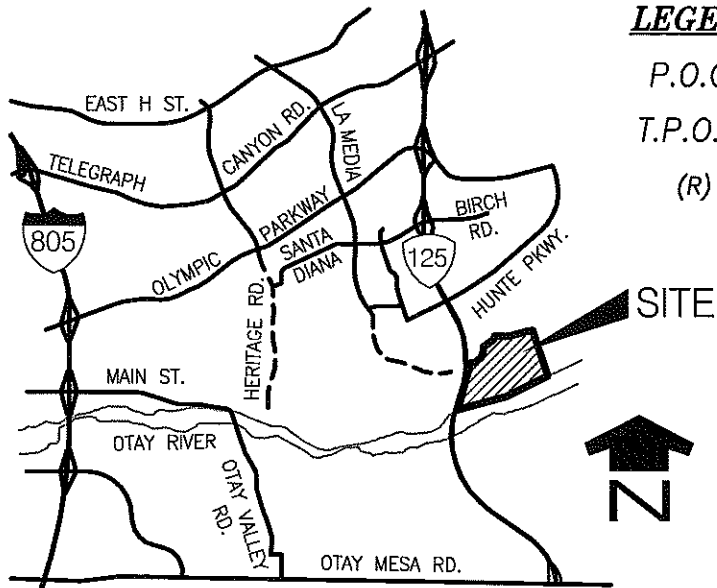 LEGE
P.O.
T.P.O.
(R)
EAST H ST.
TELEGRAPH
CANYON RD.
LA MEDIA
805
OLYMPIC
PARKWAY
SANTA
DIANA
BIRCH
RD.
125
HUNTE PKWY.
HERITAGE RD.
SITE
MAIN ST.
OTAY RIVER
OTAY VALLEY
RD.
N
OTAY MESA RD.